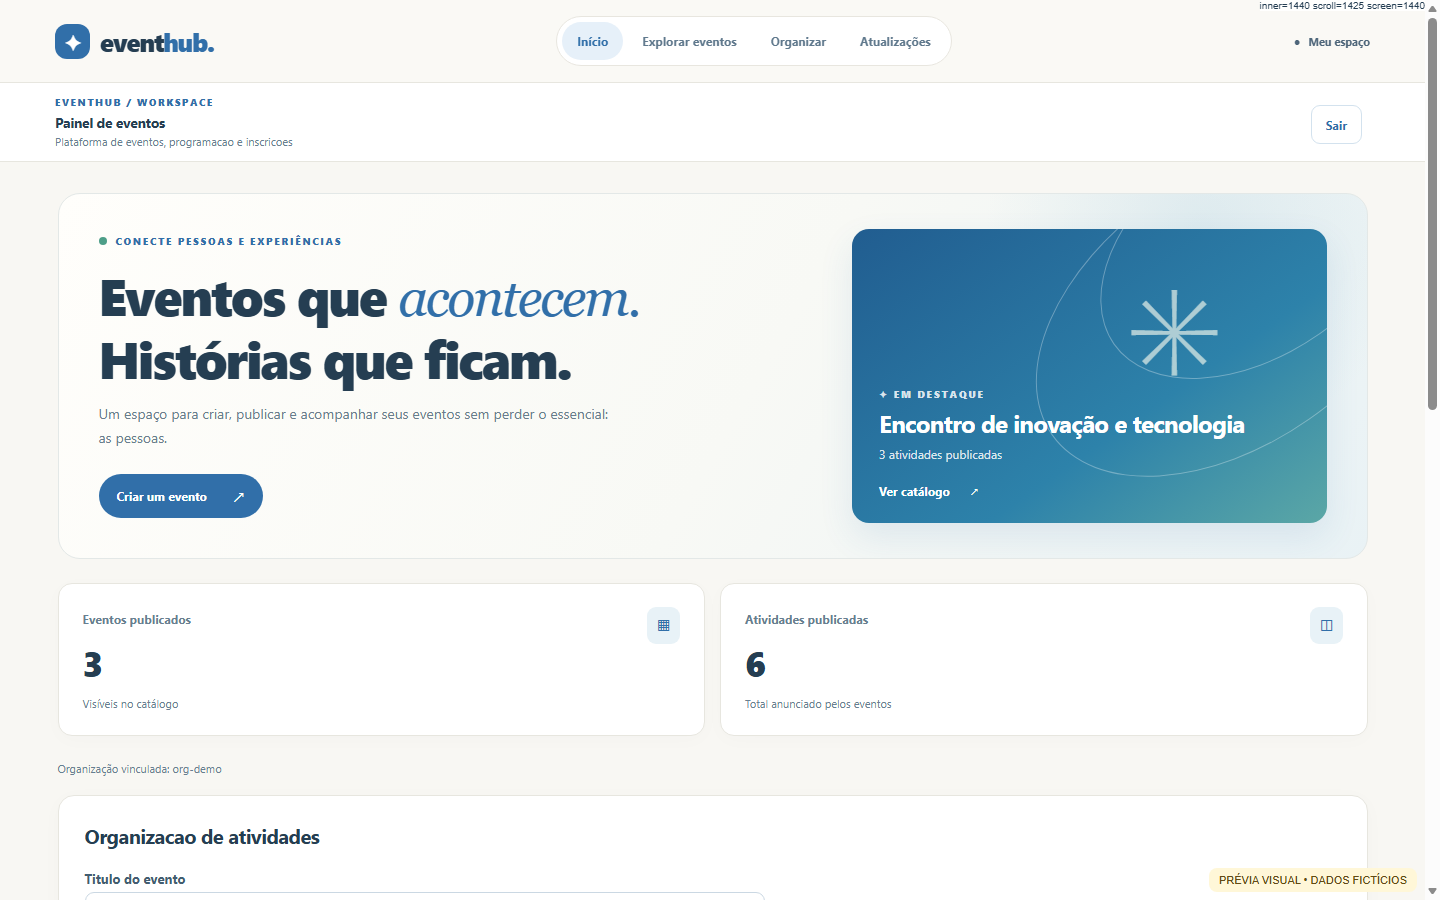 inner=1440 scroll=1425 screen=1440
eventhub.
Início
Explorar eventos
Organizar
Atualizações
Meu espaço
EVENTHUB / WORKSPACE
Painel de eventos
Plataforma de eventos, programacao e inscricoes
Sair
CONECTE PESSOAS E EXPERIÊNCIAS
Eventos que acontecem.
Histórias que ficam.
Um espaço para criar, publicar e acompanhar seus eventos sem perder o essencial:
as pessoas.
Criar um evento ↗
✦ EM DESTAQUE
Encontro de inovação e tecnologia
3 atividades publicadas
Ver catálogo ↗
Eventos publicados
3
Visíveis no catálogo
Atividades publicadas
6
Total anunciado pelos eventos
Organização vinculada: org-demo
Organizacao de atividades
Titulo do evento
PRÉVIA VISUAL • DADOS FICTÍCIOS